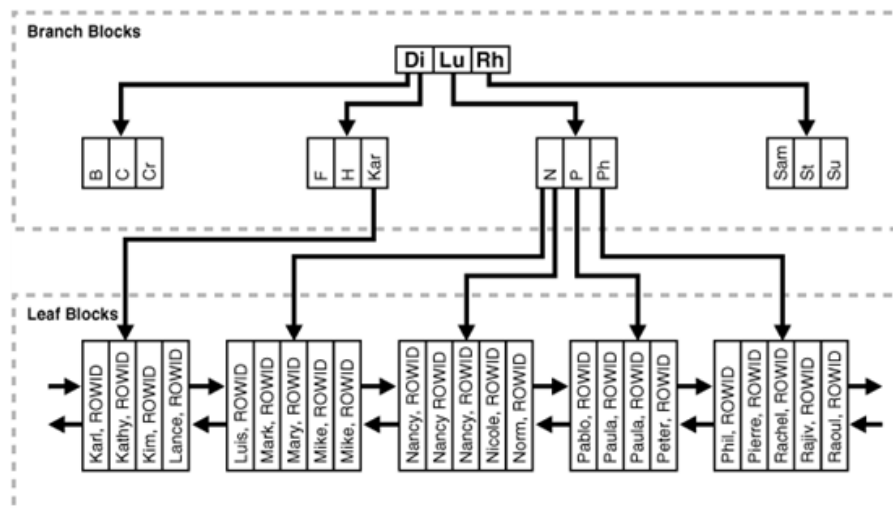 Branch Blocks
Di Lu Rh
B C Cr
F H Kar
N P Ph
Sam St Su
Leaf Blocks
Karl, ROWID
Kathy, ROWID
Kim, ROWID
Lance, ROWID
Luis, ROWID
Mark, ROWID
Mary, ROWID
Mike, ROWID
Mike, ROWID
Nancy, ROWID
Nancy ROWID
Nancy, ROWID
Nicole, ROWID
Norm, ROWID
Pablo, ROWID
Paula, ROWID
Paula, ROWID
Peter, ROWID
Phil, ROWID
Pierre, ROWID
Rachel, ROWID
Rajiv, ROWID
Raoul, ROWID